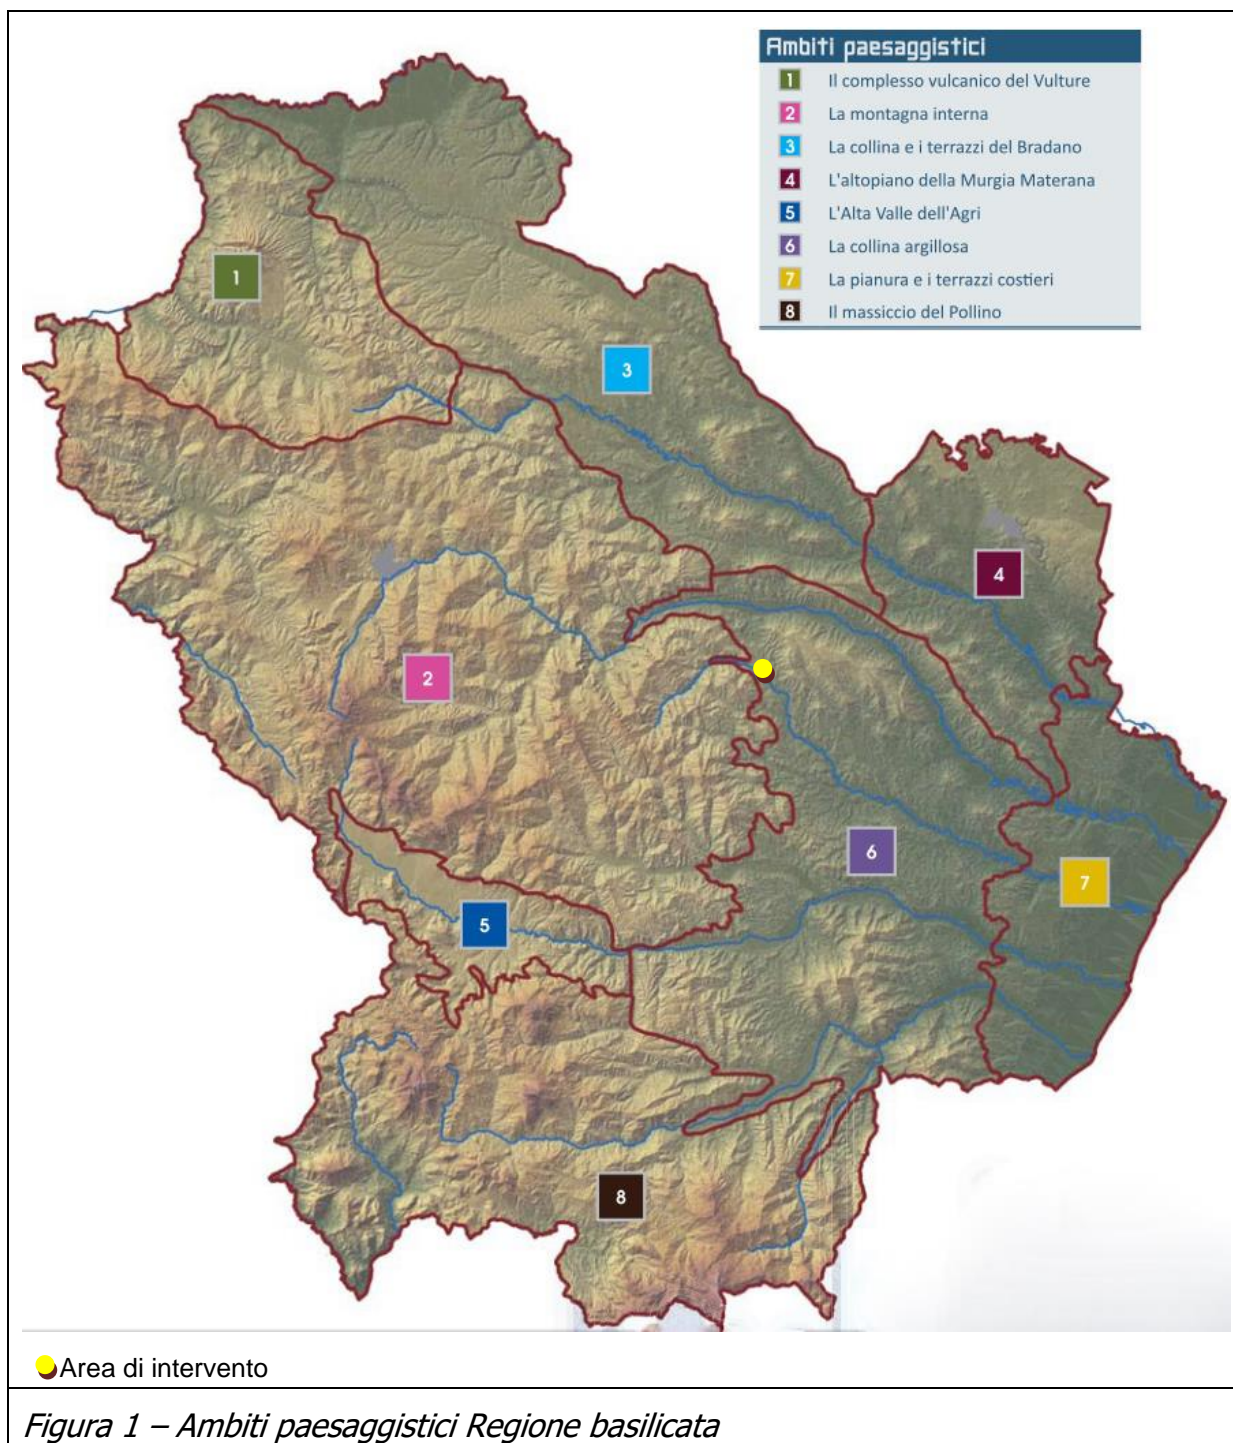 Ambiti paesaggistici
1 Il complesso vulcanico del Vulture
2 La montagna interna
3 La collina e i terrazzi del Bradano
4 L'altopiano della Murgia Materana
5 L'Alta Valle dell'Agri
6 La collina argillosa
7 La pianura e i terrazzi costieri
8 Il massiccio del Pollino
1
3
4
2
6
7
5
8
Area di intervento
Figura 1 – Ambiti paesaggistici Regione basilicata